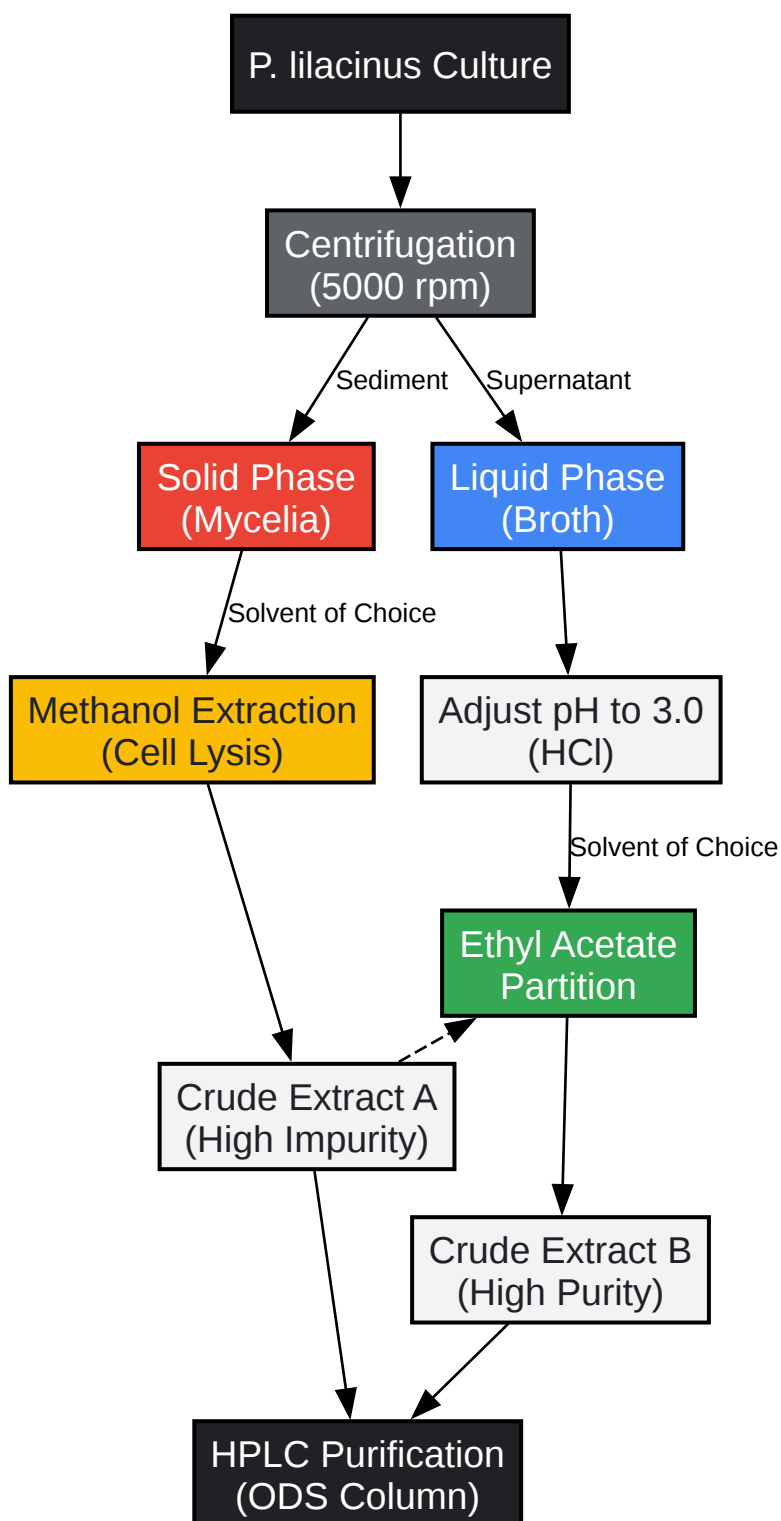 P. lilacinus Culture
Centrifugation
(5000 rpm)
Sediment
Supernatant
Solid Phase
(Mycelia)
Liquid Phase
(Broth)
Solvent of Choice
Methanol Extraction
(Cell Lysis)
Adjust pH to 3.0
(HCl)
Solvent of Choice
Ethyl Acetate
Partition
Crude Extract A
(High Impurity)
Crude Extract B
(High Purity)
HPLC Purification
(ODS Column)